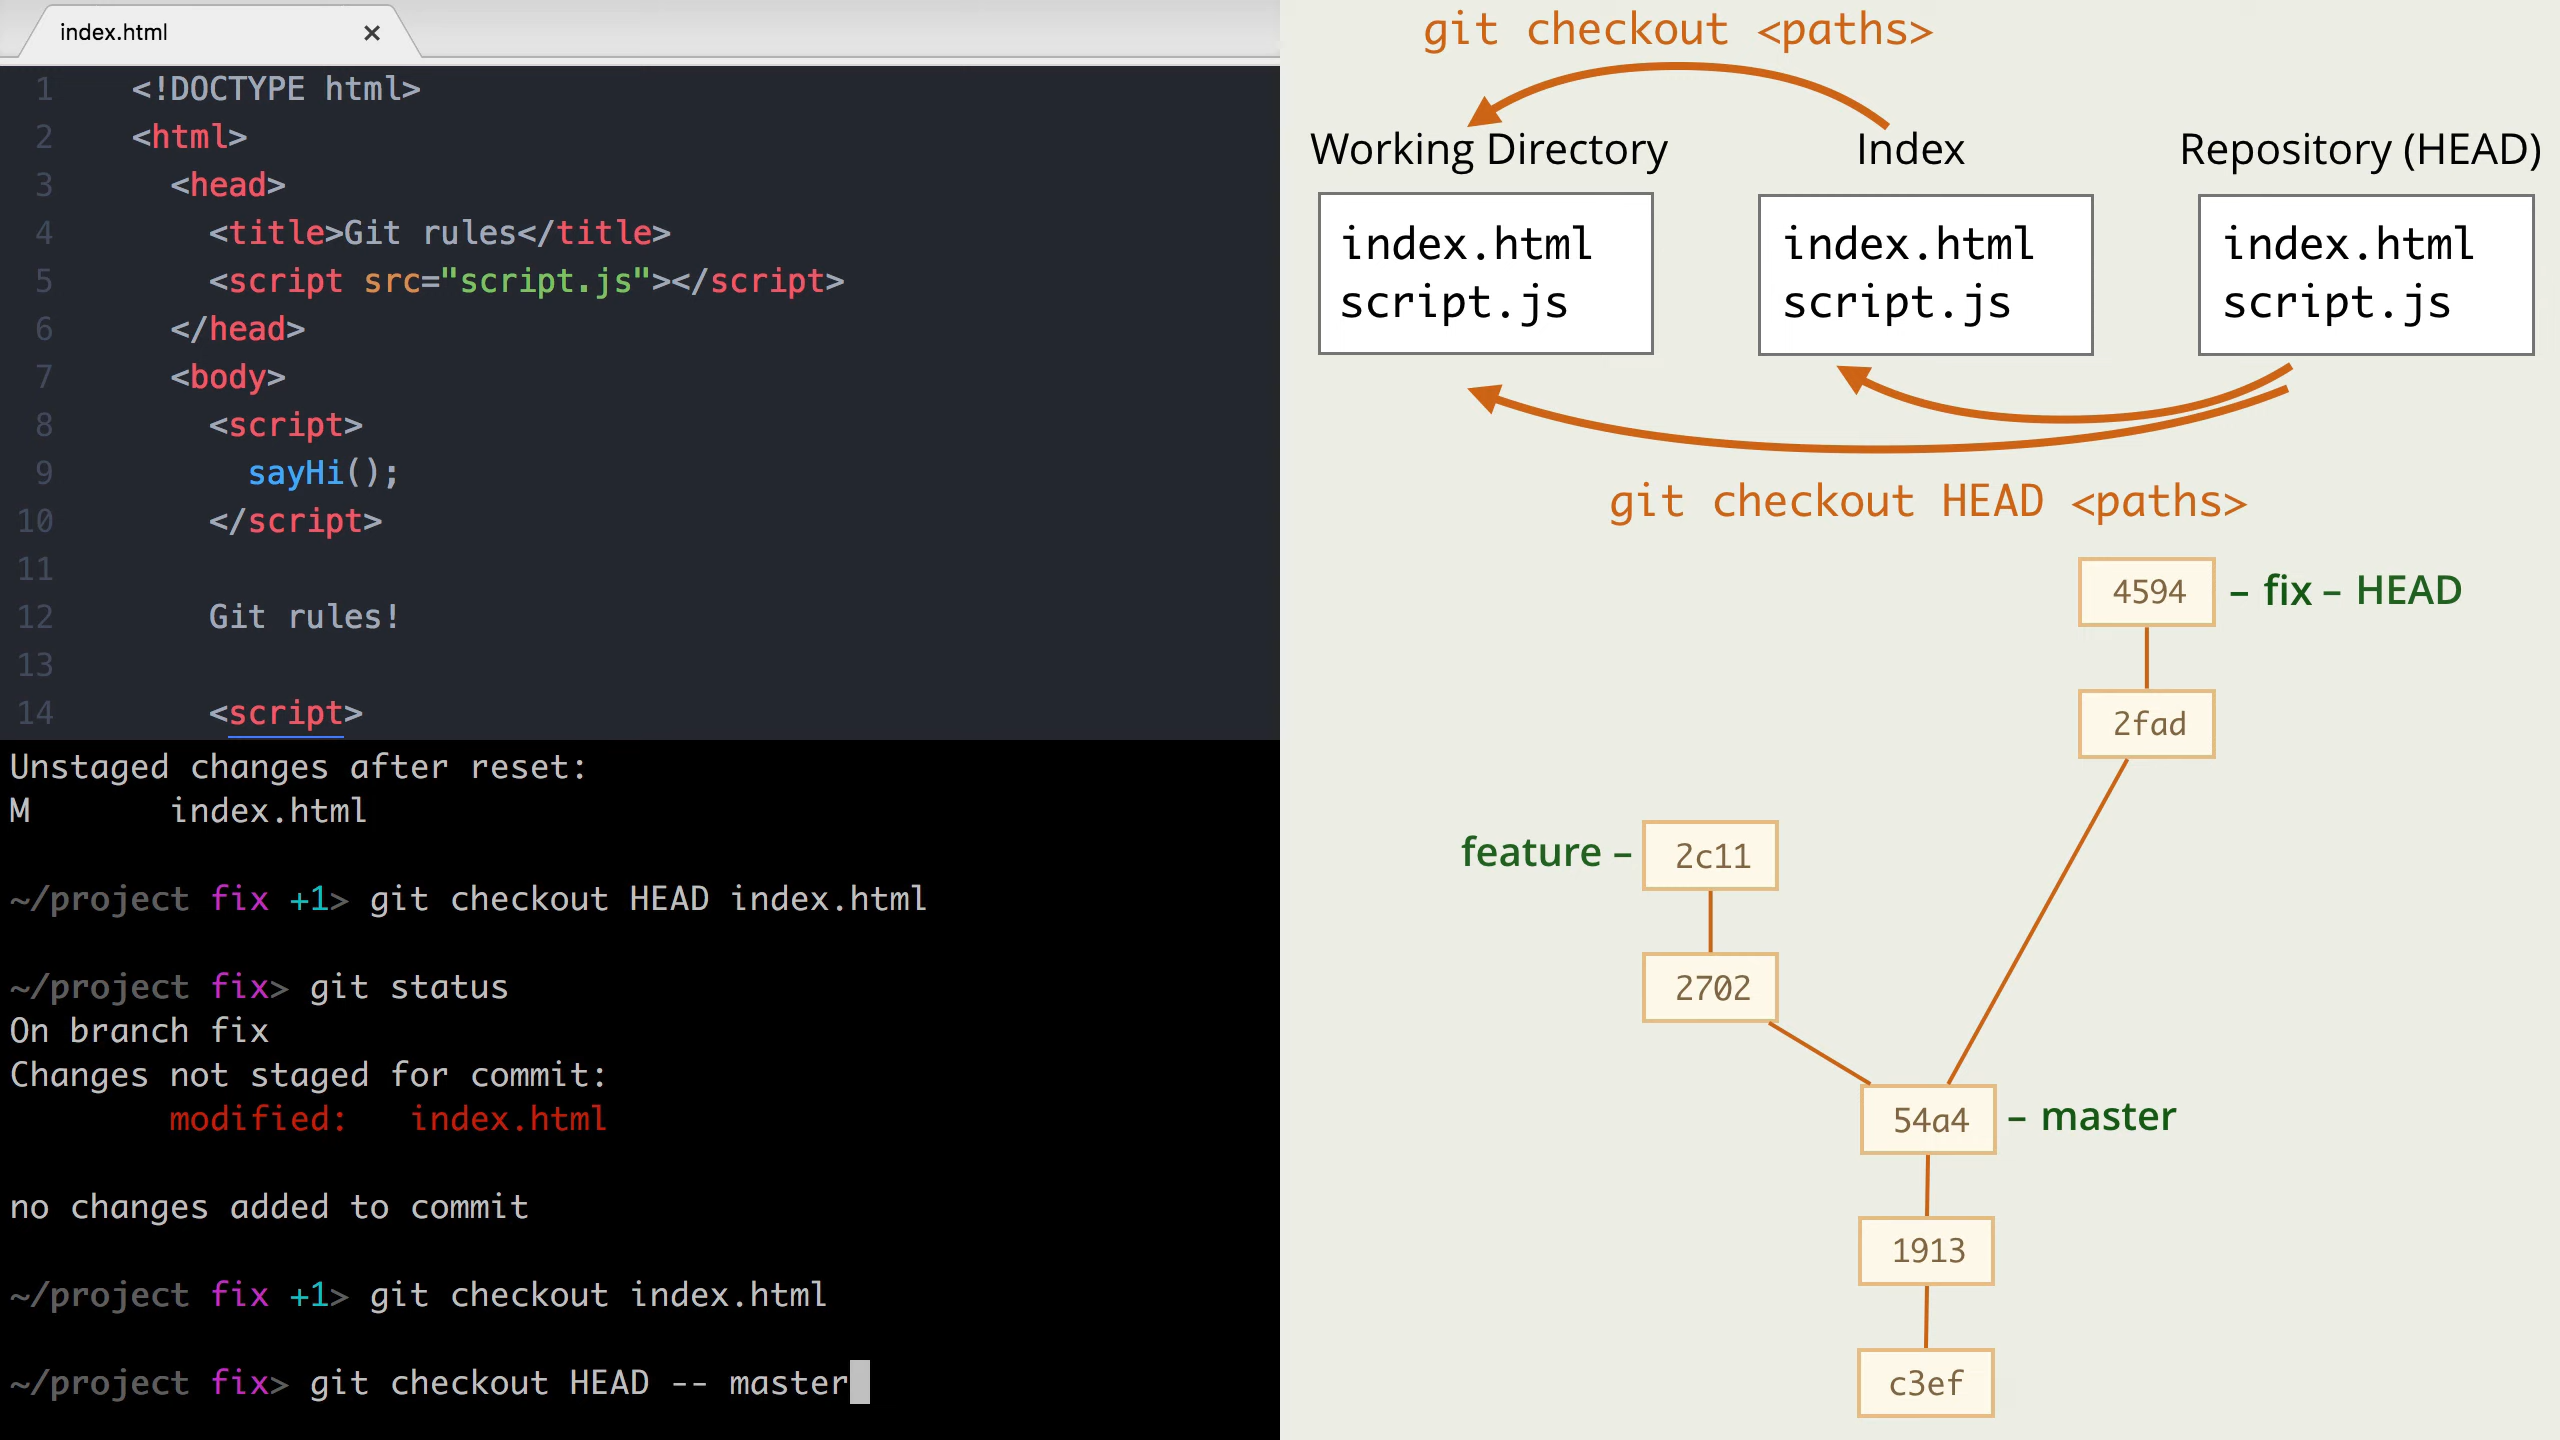 index.html ×
1 <!DOCTYPE html>
2 <html>
3 <head>
4 <title>Git rules</title>
5 <script src="script.js"></script>
6 </head>
7 <body>
8 <script>
9 sayHi();
10 </script>
11
12 Git rules!
13
14 <script>
Unstaged changes after reset:
M index.html
~/project fix +1> git checkout HEAD index.html
~/project fix> git status
On branch fix
Changes not staged for commit:
modified: index.html
no changes added to commit
~/project fix +1> git checkout index.html
~/project fix> git checkout HEAD -- master
git checkout <paths>
Working Directory
index.html
script.js
Index
index.html
script.js
Repository (HEAD)
index.html
script.js
git checkout HEAD <paths>
4594 – fix – HEAD
2fad
feature – 2c11
2702
54a4 – master
1913
c3ef